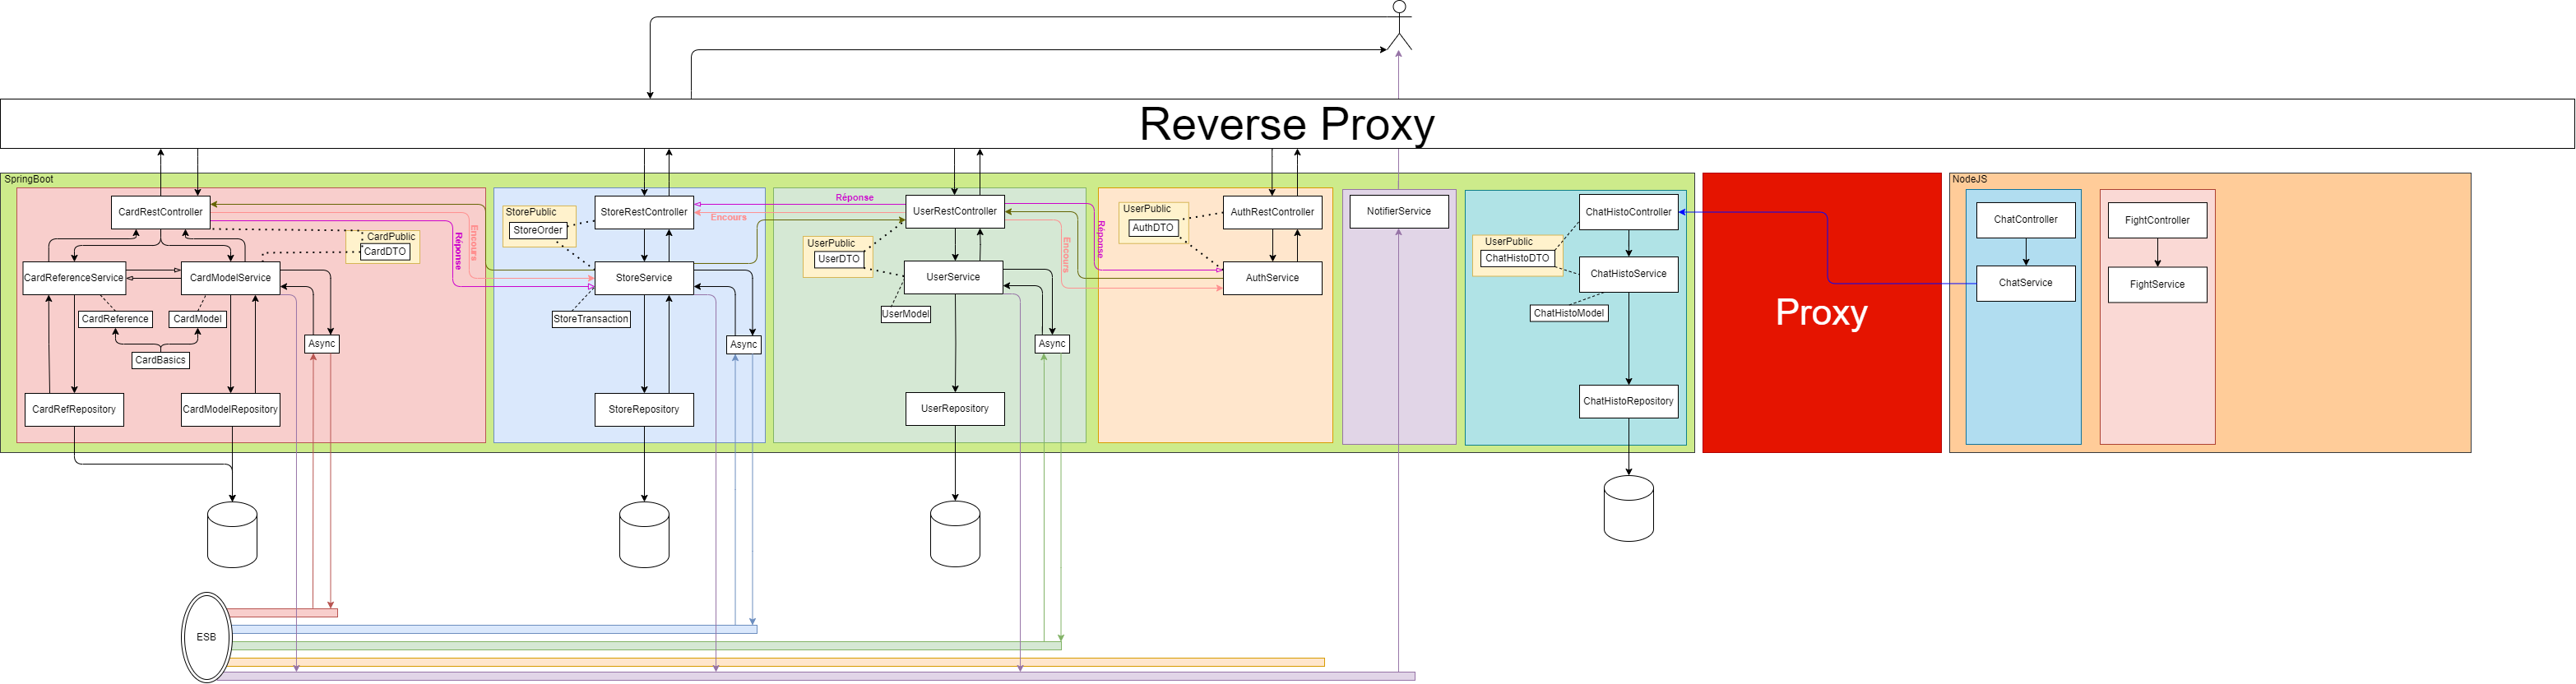 Reverse Proxy
SpringBoot
CardRestController
CardPublic
CardDTO
CardReferenceService
CardModelService
CardReference
CardModel
CardBasics
Async
CardRefRepository
CardModelRepository
Réponse
Encours
StorePublic
StoreOrder
StoreRestController
StoreService
StoreTransaction
Async
StoreRepository
Réponse
Encours
UserRestController
UserPublic
UserDTO
UserService
UserModel
Async
UserRepository
Encours
Réponse
UserPublic
AuthDTO
AuthRestController
AuthService
NotifierService
ChatHistoController
UserPublic
ChatHistoDTO
ChatHistoService
ChatHistoModel
ChatHistoRepository
Proxy
NodeJS
ChatController
ChatService
FightController
FightService
ESB